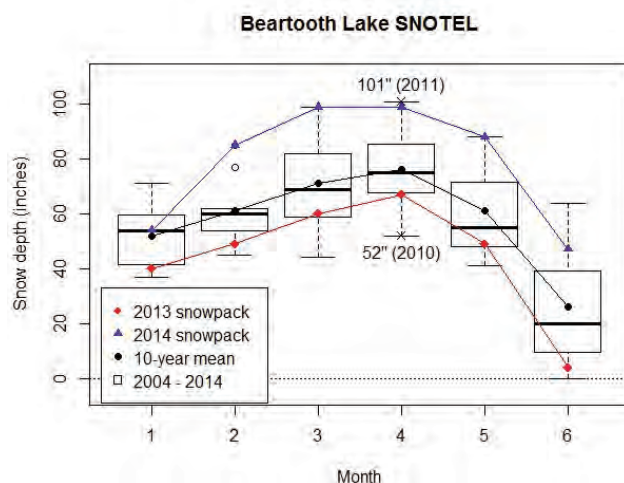 Beartooth Lake SNOTEL
Snow depth (inches)
100
80
60
40
20
0
101" (2011)
52" (2010)
2013 snowpack
2014 snowpack
10-year mean
2004 - 2014
1 2 3 4 5 6
Month